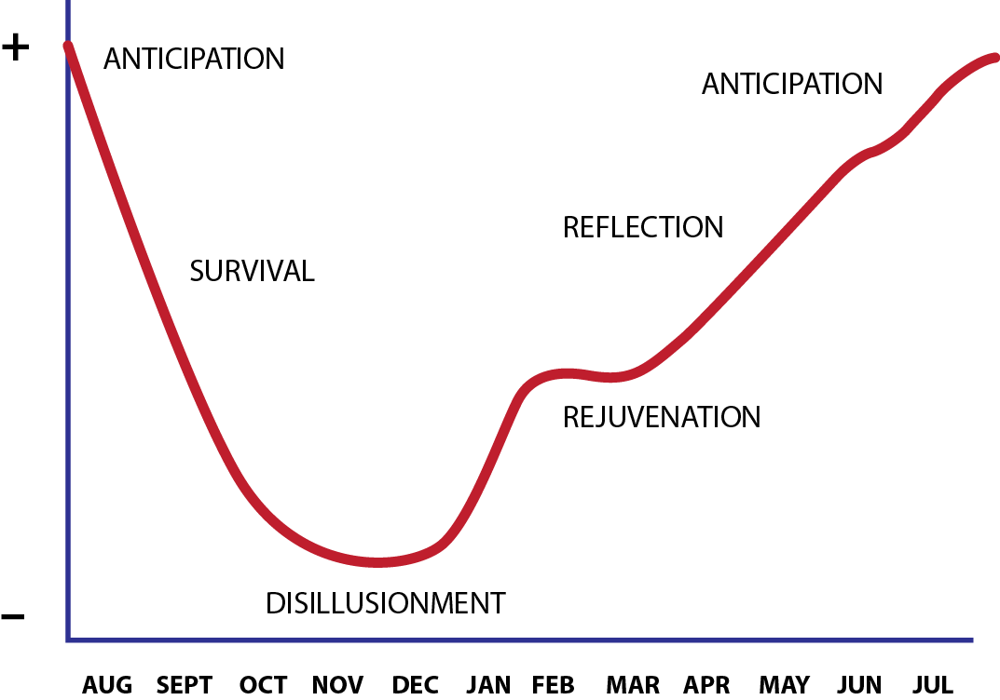 +
ANTICIPATION
ANTICIPATION
REFLECTION
SURVIVAL
REJUVENATION
DISILLUSIONMENT
–
AUG SEPT OCT NOV DEC JAN FEB MAR APR MAY JUN JUL